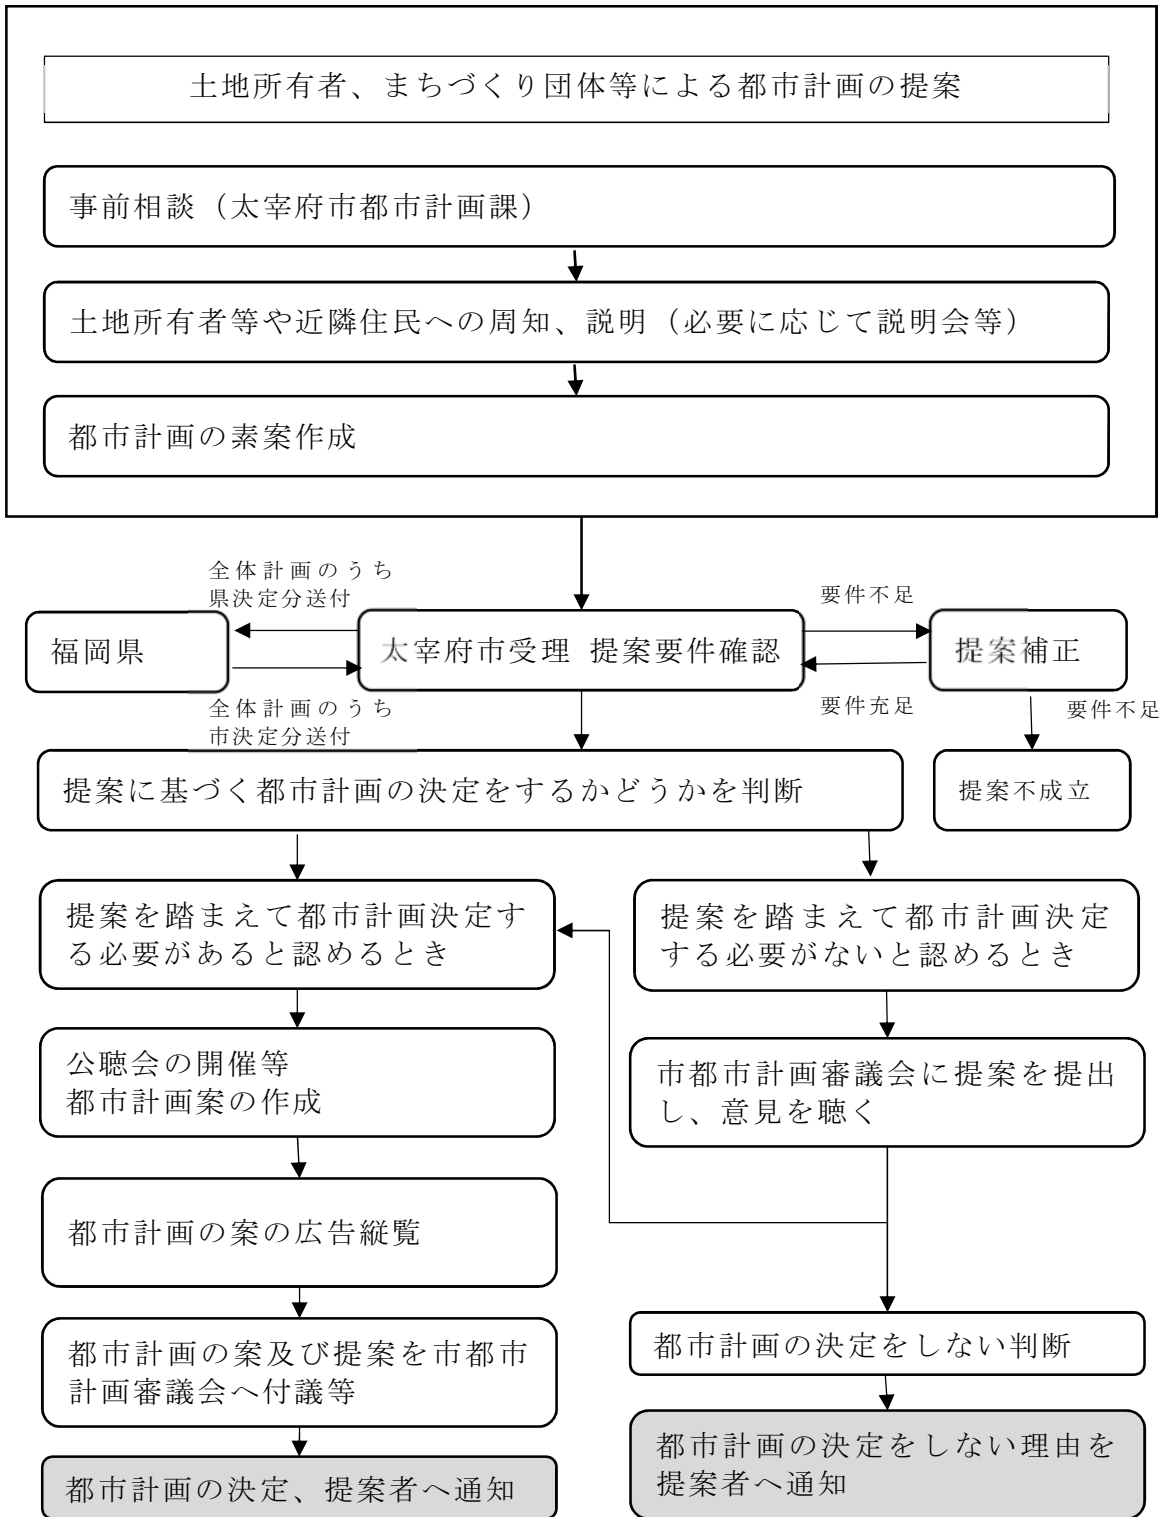 土地所有者、まちづくり団体等による都市計画の提案
事前相談（太宰府市都市計画課）
土地所有者等や近隣住民への周知、説明（必要に応じて説明会等）
都市計画の素案作成
全体計画のうち
県決定分送付
要件不足
福岡県
太宰府市受理 提案要件確認
提案補正
全体計画のうち
市決定分送付
要件充足
要件不足
提案に基づく都市計画の決定をするかどうかを判断
提案不成立
提案を踏まえて都市計画決定す
る必要があると認めるとき
提案を踏まえて都市計画決定
する必要がないと認めるとき
公聴会の開催等
都市計画案の作成
市都市計画審議会に提案を提出
し、意見を聴く
都市計画の案の広告縦覧
都市計画の案及び提案を市都市
計画審議会へ付議等
都市計画の決定をしない判断
都市計画の決定、提案者へ通知
都市計画の決定をしない理由を
提案者へ通知